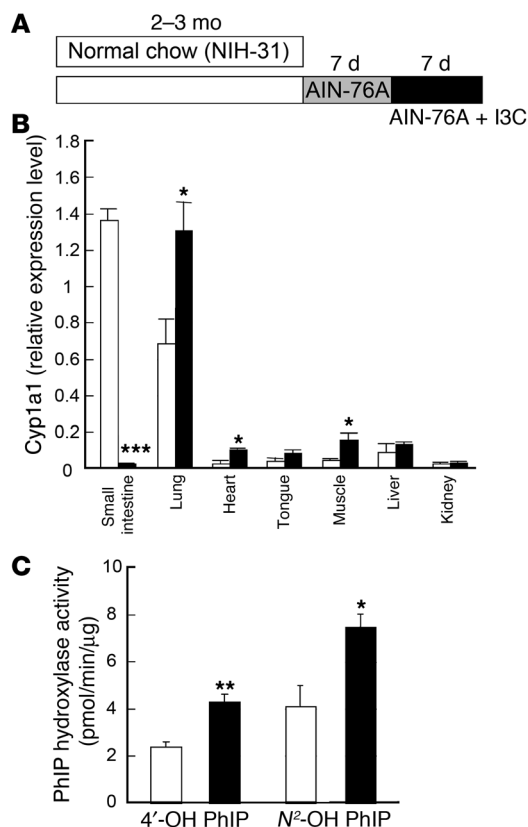 A
2–3 mo
Normal chow (NIH-31)
7 d
7 d
AIN-76A
AIN-76A + I3C
B
Cyp1a1 (relative expression level)
1.8
1.6
1.4
1.2
1
0.8
0.6
0.4
0.2
0
***
*
*
*
Small
intestine
Lung
Heart
Tongue
Muscle
Liver
Kidney
C
PhIP hydroxylase activity
(pmol/min/μg)
10
8
6
4
2
0
**
*
4′-OH PhIP
N²-OH PhIP